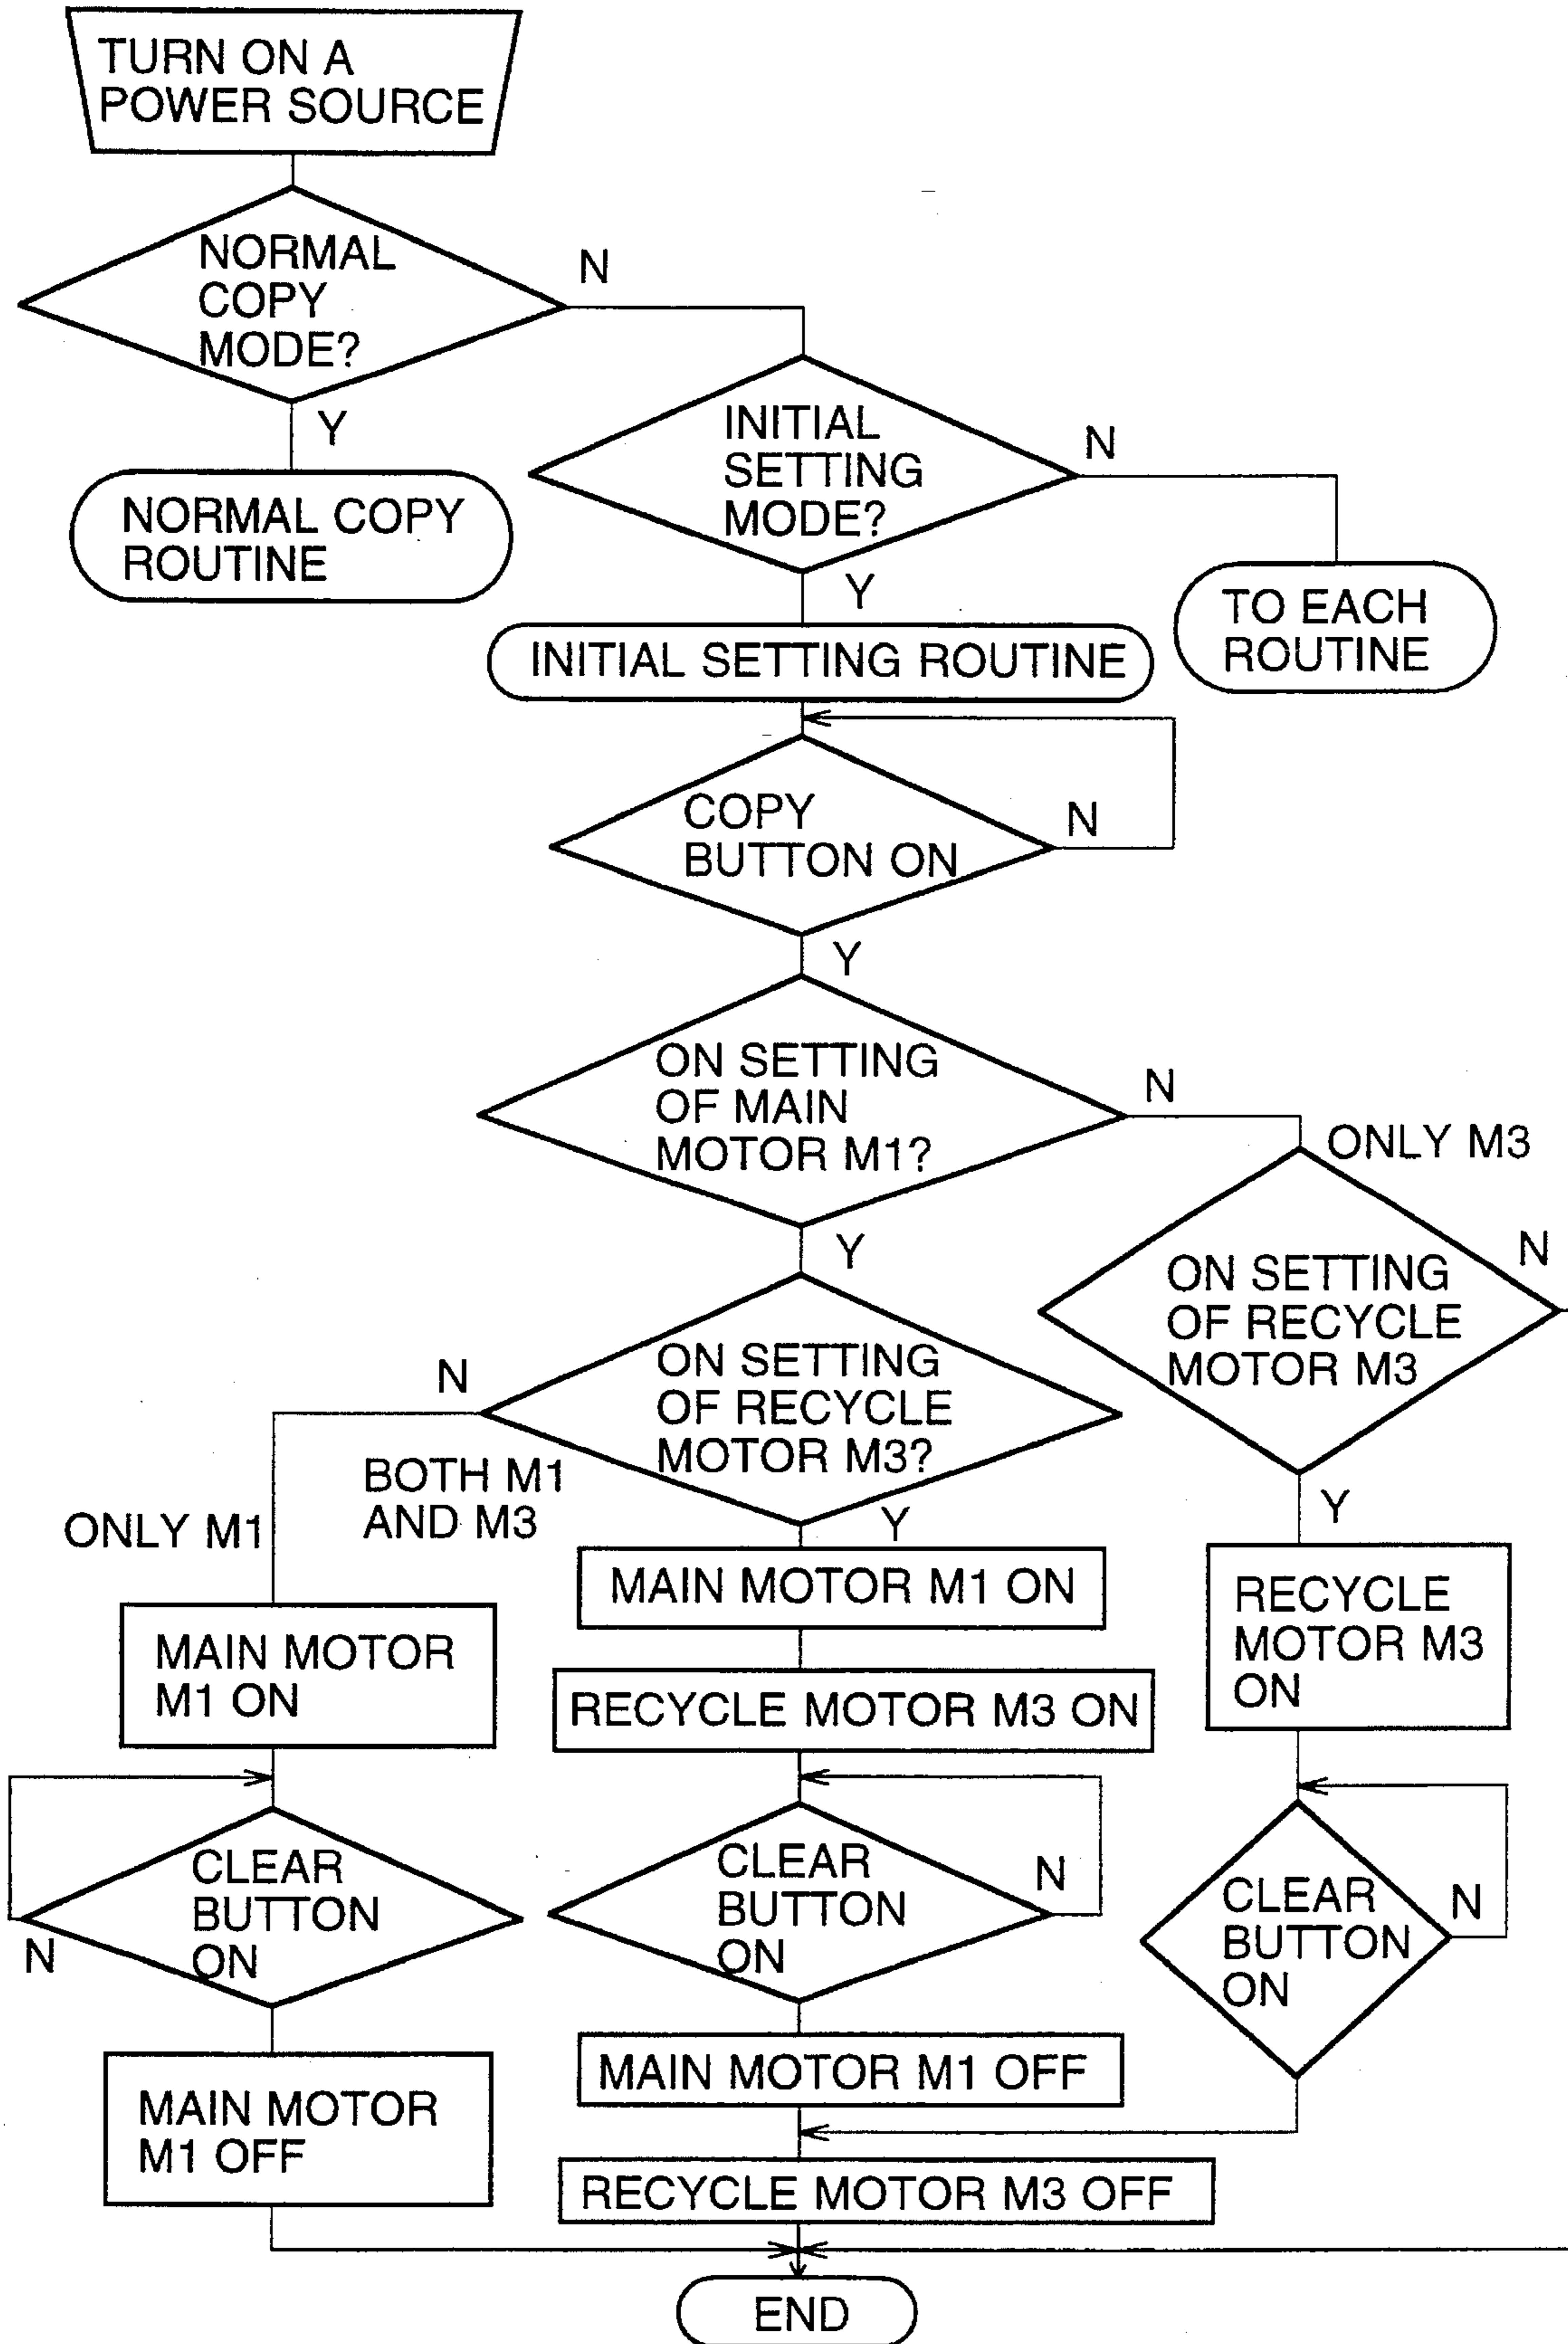 TURN ON A
POWER SOURCE
NORMAL
COPY
MODE?
N
Y
NORMAL COPY
ROUTINE
INITIAL
SETTING
MODE?
N
Y
TO EACH
ROUTINE
INITIAL SETTING ROUTINE
COPY
BUTTON ON
N
Y
ON SETTING
OF MAIN
MOTOR M1?
N
Y
ONLY M3
ON SETTING
OF RECYCLE
MOTOR M3
N
Y
ON SETTING
OF RECYCLE
MOTOR M3?
N
Y
BOTH M1
AND M3
ONLY M1
MAIN MOTOR
M1 ON
MAIN MOTOR M1 ON
RECYCLE MOTOR M3 ON
RECYCLE
MOTOR M3
ON
CLEAR
BUTTON
ON
N
CLEAR
BUTTON
ON
N
CLEAR
BUTTON
ON
N
MAIN MOTOR
M1 OFF
MAIN MOTOR M1 OFF
RECYCLE MOTOR M3 OFF
END